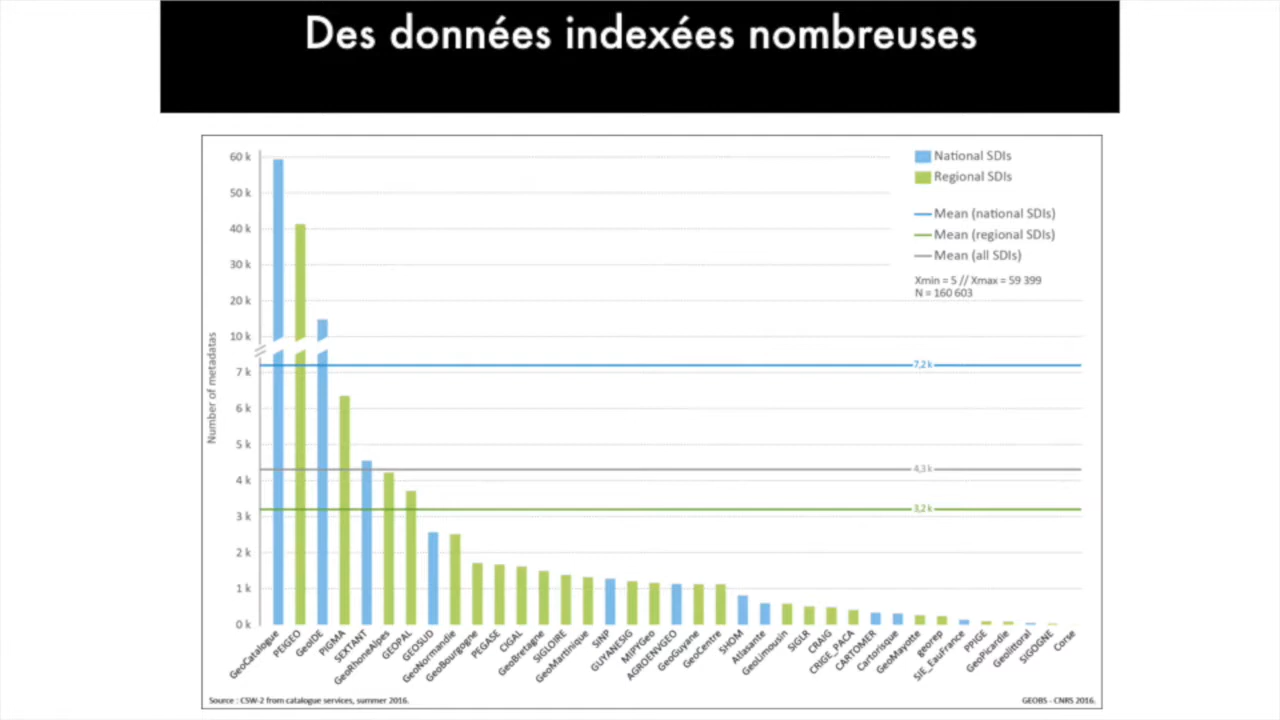 Des données indexées nombreuses
60 k
50 k
40 k
30 k
20 k
10 k
7 k
6 k
5 k
4 k
3 k
2 k
1 k
0 k
Number of metadatas
National SDIs
Regional SDIs
Mean (national SDIs)
Mean (regional SDIs)
Mean (all SDIs)
Xmin = 5 // Xmax = 59 399
N = 160 603
7,2 k
4,3 k
3,2 k
GeoCatalogue
PEIGEO
GeoIDE
PIGMA
SEXTANT
GeoRhoneAlpes
GEOPAL
GEOSUD
GeoNormandie
GeoBourgogne
PEGASE
CIGAL
GeoBretagne
SIGLOIRE
GeoMartinique
SINP
GUYANESIG
MIPYGeo
AGROENVGEO
GeoGuyane
GeoCentre
SHOM
Atlasante
GeoLimousin
SIGLR
CRAIG
CRIGE_PACA
CARTOMER
Cartorisque
GeoMayotte
georep
SIE_EauFrance
PPIGE
GeoPicardie
Geolittoral
SIGOGNE
Corse
Source : CSW-2 from catalogue services, summer 2016.
GEOBS - CNRS 2016.